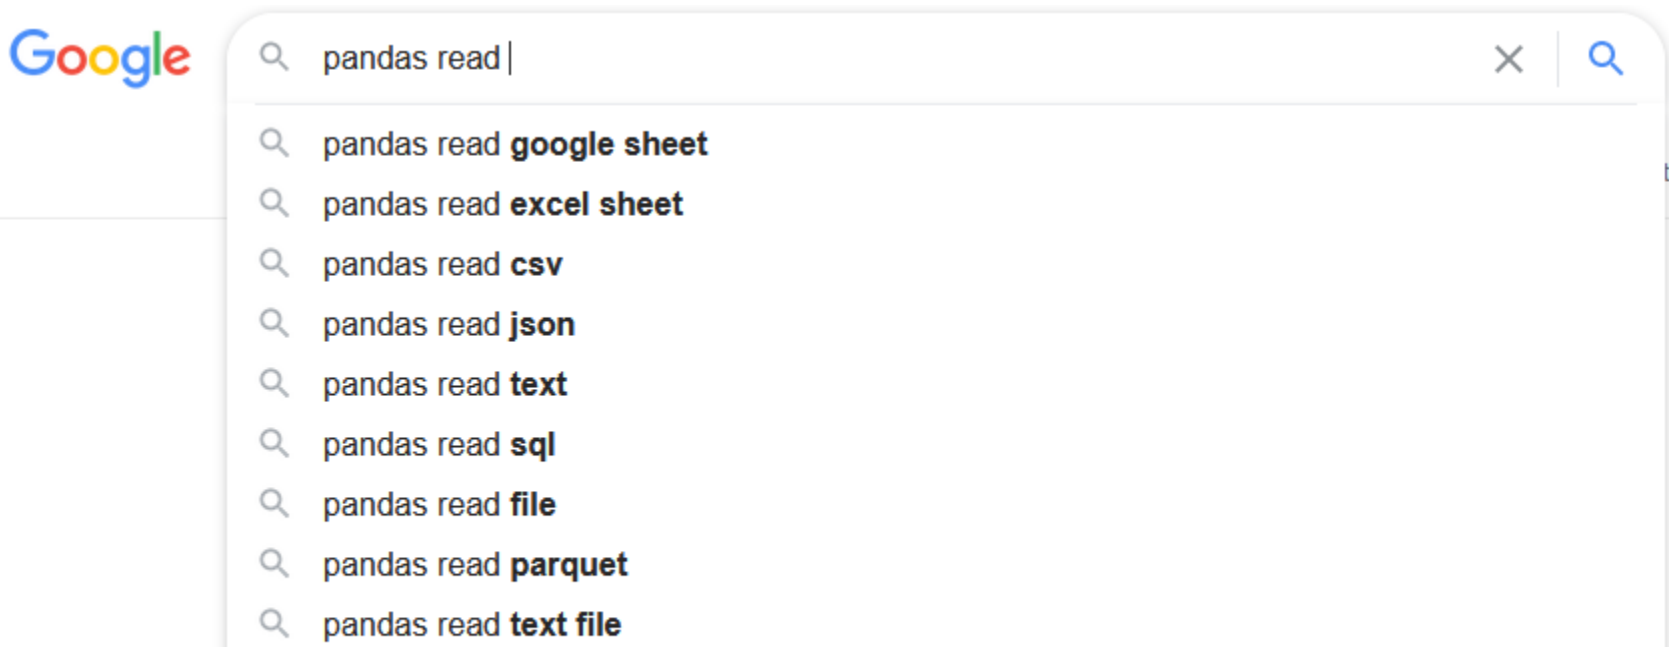 Google
pandas read
pandas read google sheet
pandas read excel sheet
pandas read csv
pandas read json
pandas read text
pandas read sql
pandas read file
pandas read parquet
pandas read text file